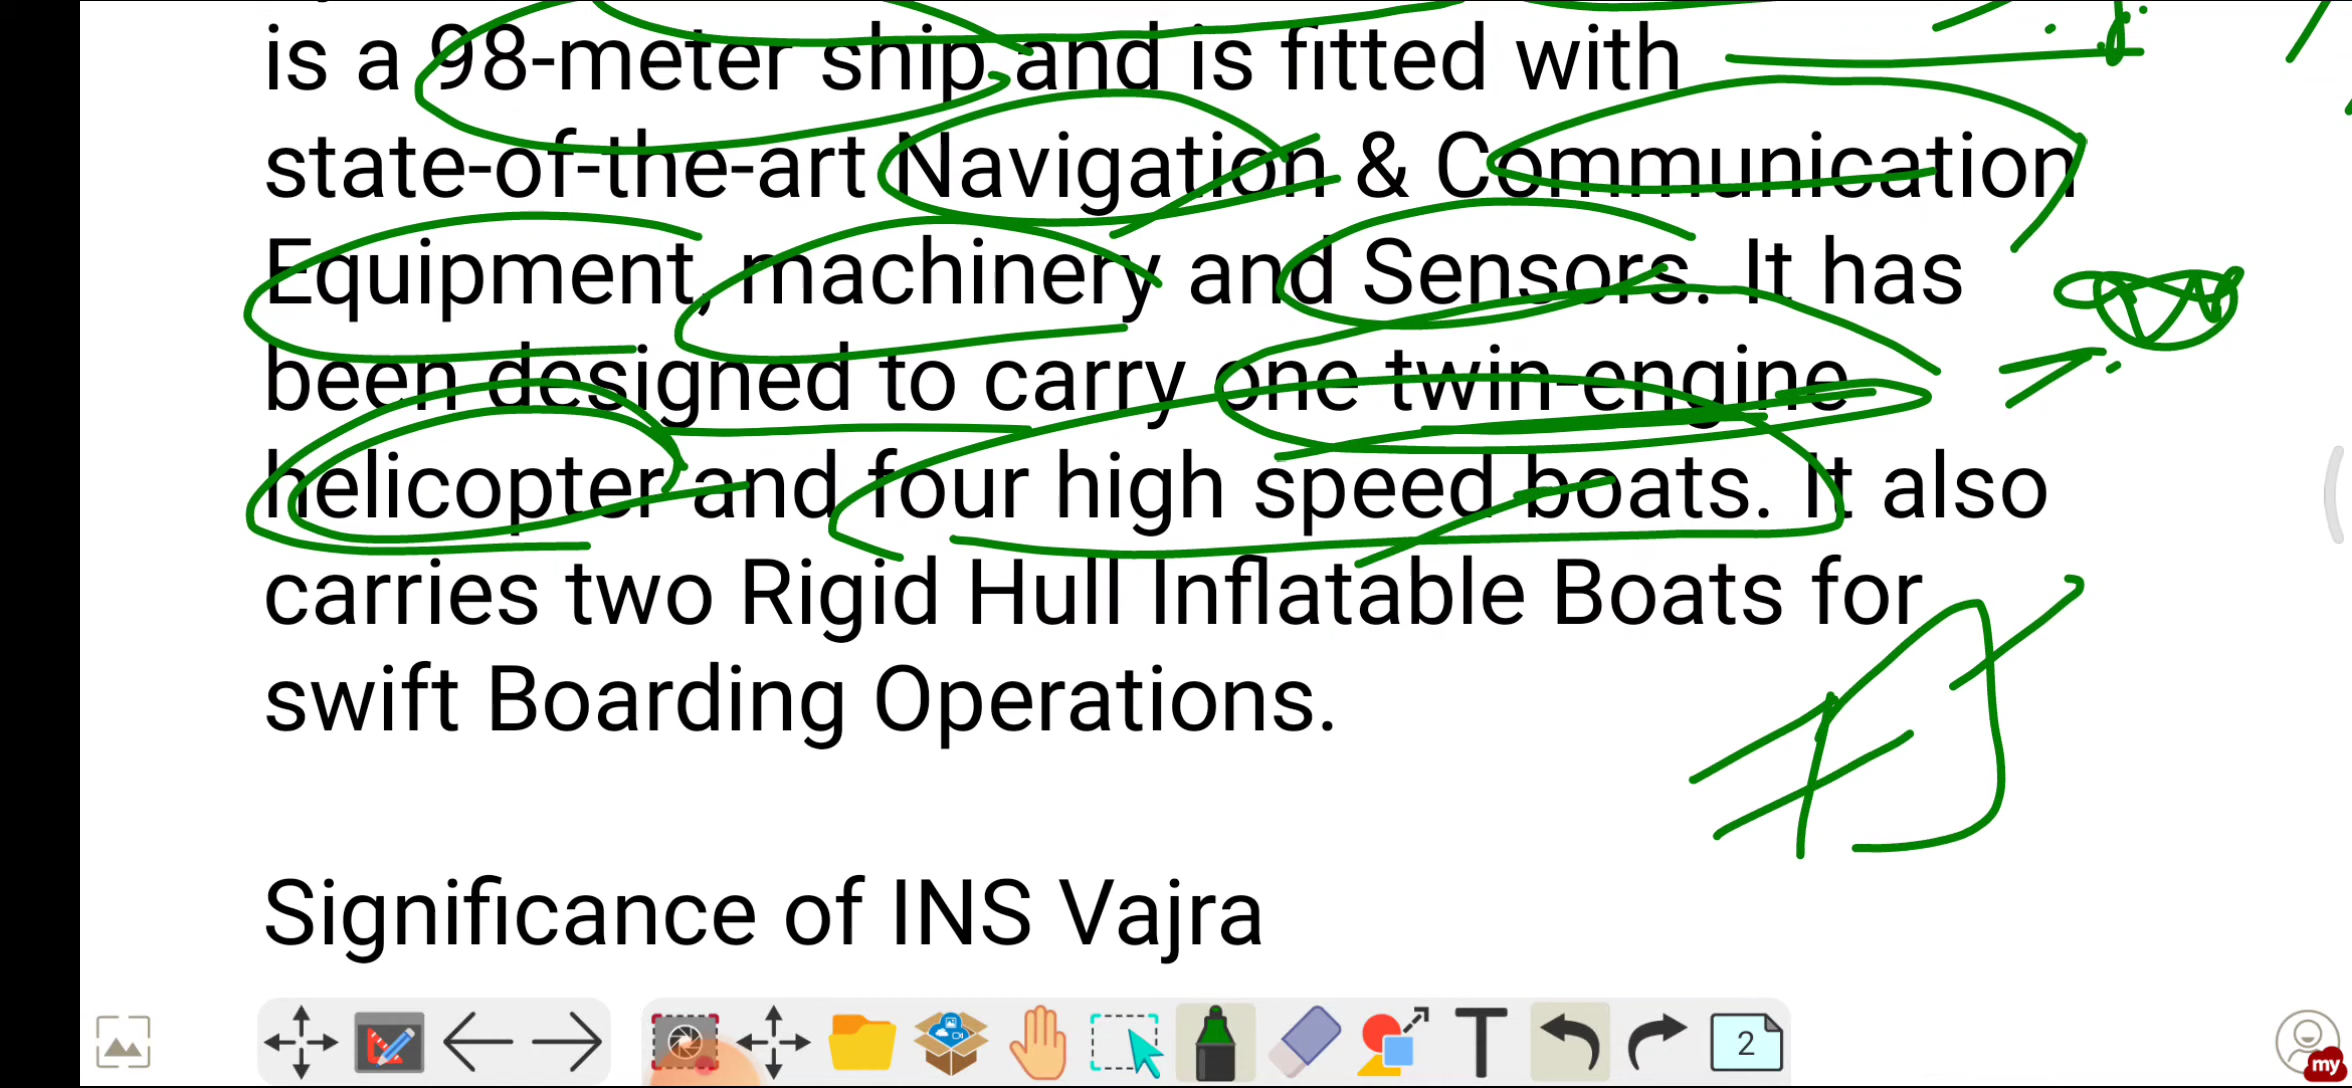 is a 98-meter ship and is fitted with
state-of-the-art Navigation & Communication
Equipment, machinery and Sensors. It has
been designed to carry one twin-engine
helicopter and four high speed boats. It also
carries two Rigid Hull Inflatable Boats for
swift Boarding Operations.
Significance of INS Vajra
T
2
my